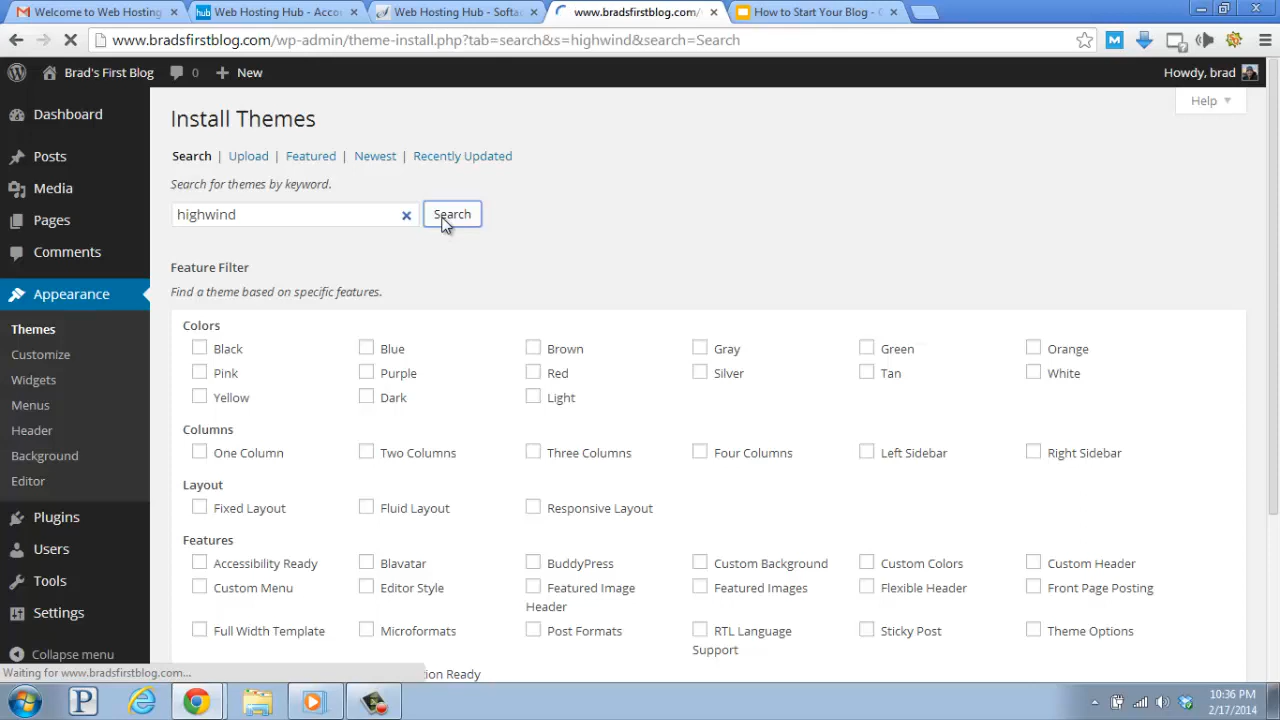 Welcome to Web Hosting
Web Hosting Hub - Acco
Web Hosting Hub - Softa
www.bradsfirstblog.com/
How to Start Your Blog - G
www.bradsfirstblog.com/wp-admin/theme-install.php?tab=search&s=highwind&search=Search
Brad's First Blog 0 New Howdy, brad
Help
Dashboard
Posts
Media
Pages
Comments
Appearance
Themes
Customize
Widgets
Menus
Header
Background
Editor
Plugins
Users
Tools
Settings
Collapse menu
Install Themes
Search | Upload | Featured | Newest | Recently Updated
Search for themes by keyword.
highwind Search
Feature Filter
Find a theme based on specific features.
Colors
Black Blue Brown Gray Green Orange
Pink Purple Red Silver Tan White
Yellow Dark Light
Columns
One Column Two Columns Three Columns Four Columns Left Sidebar Right Sidebar
Layout
Fixed Layout Fluid Layout Responsive Layout
Features
Accessibility Ready Blavatar BuddyPress Custom Background Custom Colors Custom Header
Custom Menu Editor Style Featured Image Header Featured Images Flexible Header Front Page Posting
Full Width Template Microformats Post Formats RTL Language Support Sticky Post Theme Options
ion Ready
Waiting for www.bradsfirstblog.com...
10:36 PM
2/17/2014